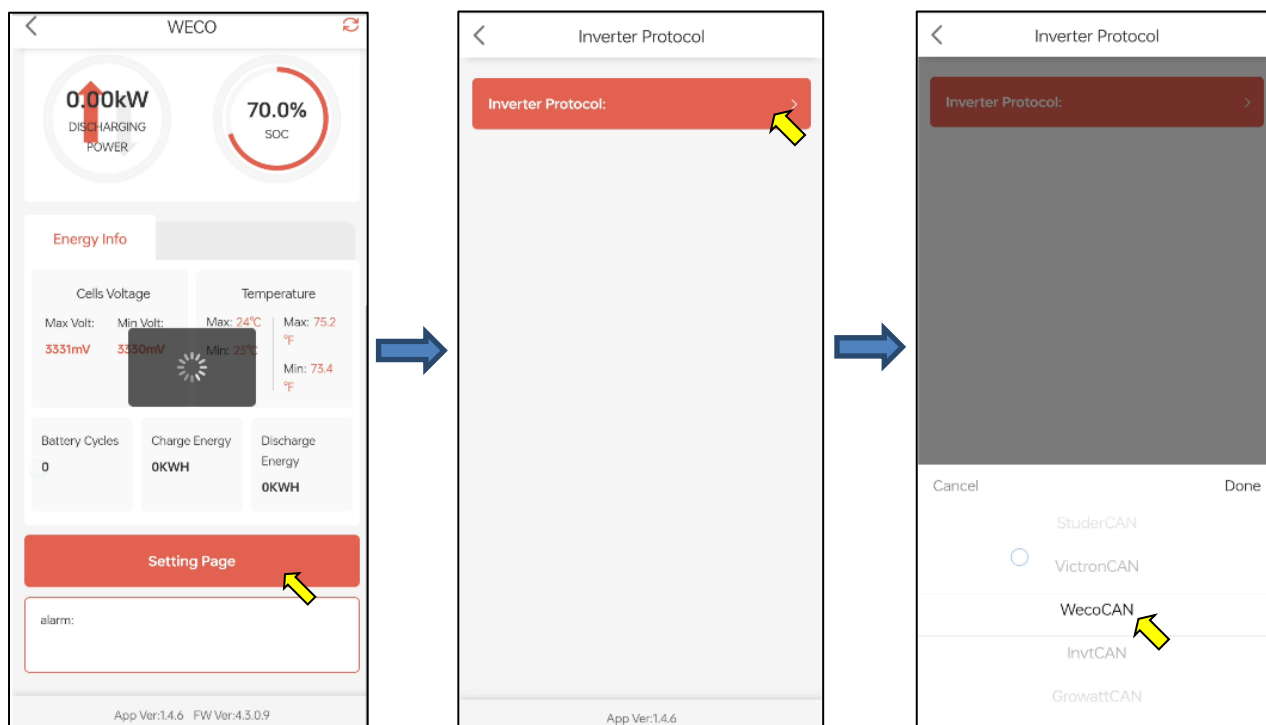 WECO
0.00kW
DISCHARGING
POWER
70.0%
SOC
Energy Info
Cells Voltage
Max Volt: Min Volt:
3331mV 3330mV
Temperature
Max: 24°C
Min: 23°C
Max: 75.2
°F
Min: 73.4
°F
Battery Cycles
0
Charge Energy
0KWH
Discharge
Energy
0KWH
Setting Page
alarm:
App Ver:1.4.6 FW Ver:4.3.0.9
Inverter Protocol
Inverter Protocol:
App Ver:1.4.6
Inverter Protocol
Inverter Protocol:
Cancel Done
StuderCAN
VictronCAN
WecoCAN
InvtCAN
GrowattCAN